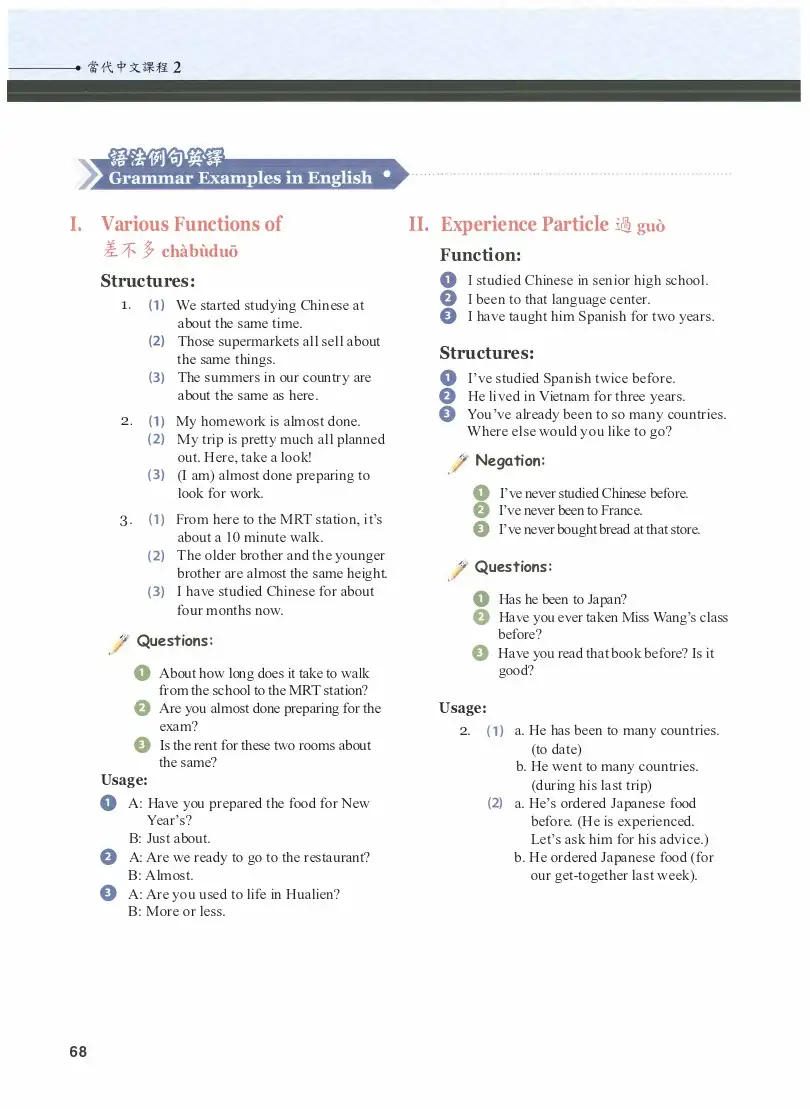 當代中文課程 2
語法例句英譯
Grammar Examples in English
I. Various Functions of
差不多 chàbùduō
Structures:
1. (1) We started studying Chinese at
about the same time.
(2) Those supermarkets all sell about
the same things.
(3) The summers in our country are
about the same as here.
2. (1) My homework is almost done.
(2) My trip is pretty much all planned
out. Here, take a look!
(3) (I am) almost done preparing to
look for work.
3. (1) From here to the MRT station, it's
about a 10 minute walk.
(2) The older brother and the younger
brother are almost the same height.
(3) I have studied Chinese for about
four months now.
Questions:
1 About how long does it take to walk
from the school to the MRT station?
2 Are you almost done preparing for the
exam?
3 Is the rent for these two rooms about
the same?
Usage:
1 A: Have you prepared the food for New
Year's?
B: Just about.
2 A: Are we ready to go to the restaurant?
B: Almost.
3 A: Are you used to life in Hualien?
B: More or less.
II. Experience Particle 過 guò
Function:
1 I studied Chinese in senior high school.
2 I been to that language center.
3 I have taught him Spanish for two years.
Structures:
1 I've studied Spanish twice before.
2 He lived in Vietnam for three years.
3 You've already been to so many countries.
Where else would you like to go?
Negation:
1 I've never studied Chinese before.
2 I've never been to France.
3 I've never bought bread at that store.
Questions:
1 Has he been to Japan?
2 Have you ever taken Miss Wang's class
before?
3 Have you read that book before? Is it
good?
Usage:
2. (1) a. He has been to many countries.
(to date)
b. He went to many countries.
(during his last trip)
(2) a. He's ordered Japanese food
before. (He is experienced.
Let's ask him for his advice.)
b. He ordered Japanese food (for
our get-together last week).
68